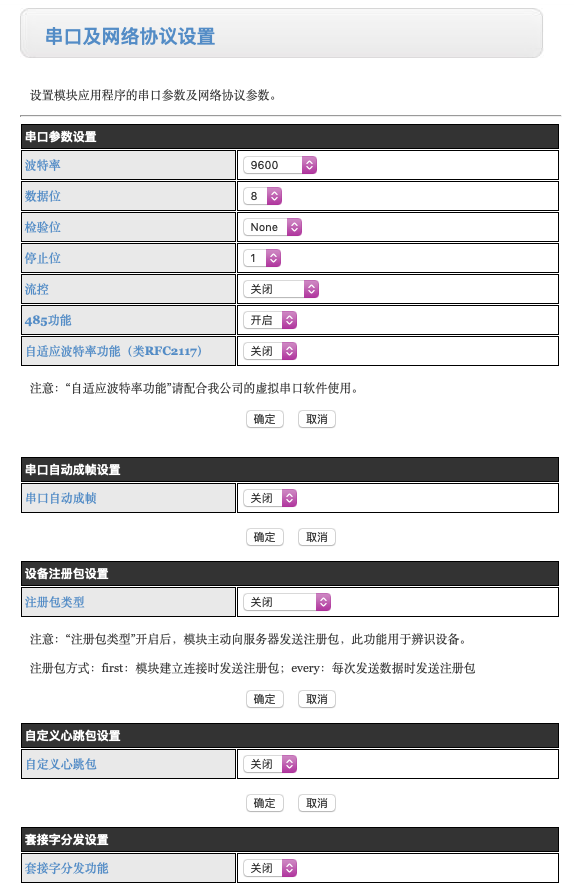 串口及网络协议设置
设置模块应用程序的串口参数及网络协议参数。
串口参数设置
波特率 9600
数据位 8
检验位 None
停止位 1
流控 关闭
485功能 开启
自适应波特率功能（类RFC2117） 关闭
注意：“自适应波特率功能”请配合我公司的虚拟串口软件使用。
确定 取消
串口自动成帧设置
串口自动成帧 关闭
确定 取消
设备注册包设置
注册包类型 关闭
注意：“注册包类型”开启后，模块主动向服务器发送注册包，此功能用于辨识设备。
注册包方式：first：模块建立连接时发送注册包；every：每次发送数据时发送注册包
确定 取消
自定义心跳包设置
自定义心跳包 关闭
确定 取消
套接字分发设置
套接字分发功能 关闭